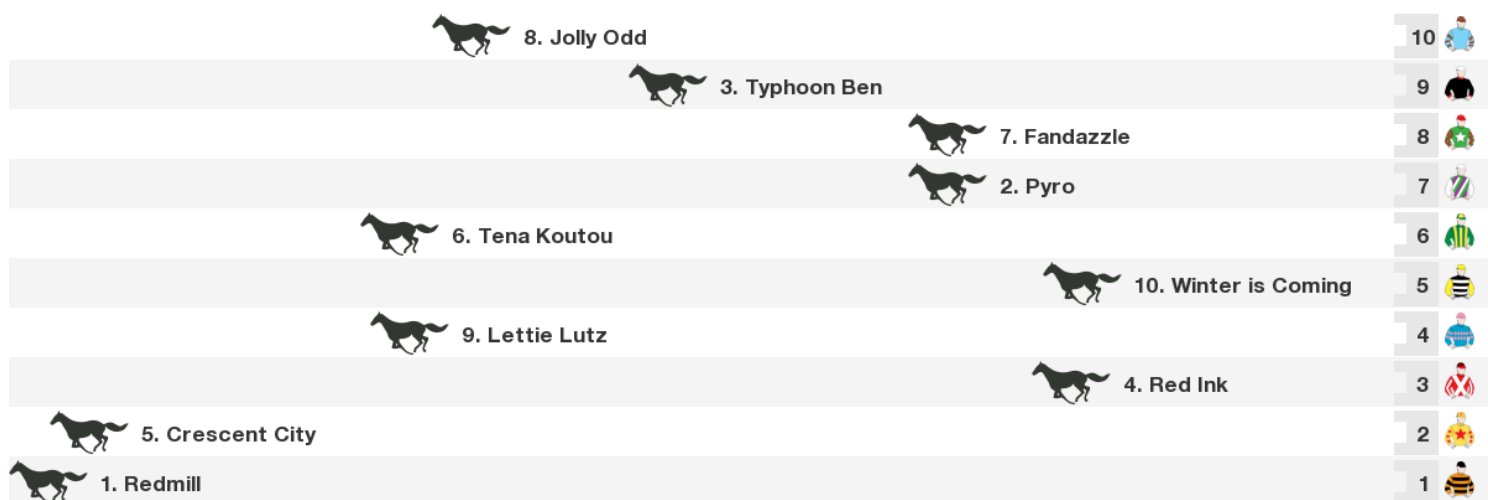 8. Jolly Odd 10
3. Typhoon Ben 9
7. Fandazzle 8
2. Pyro 7
6. Tena Koutou 6
10. Winter is Coming 5
9. Lettie Lutz 4
4. Red Ink 3
5. Crescent City 2
1. Redmill 1